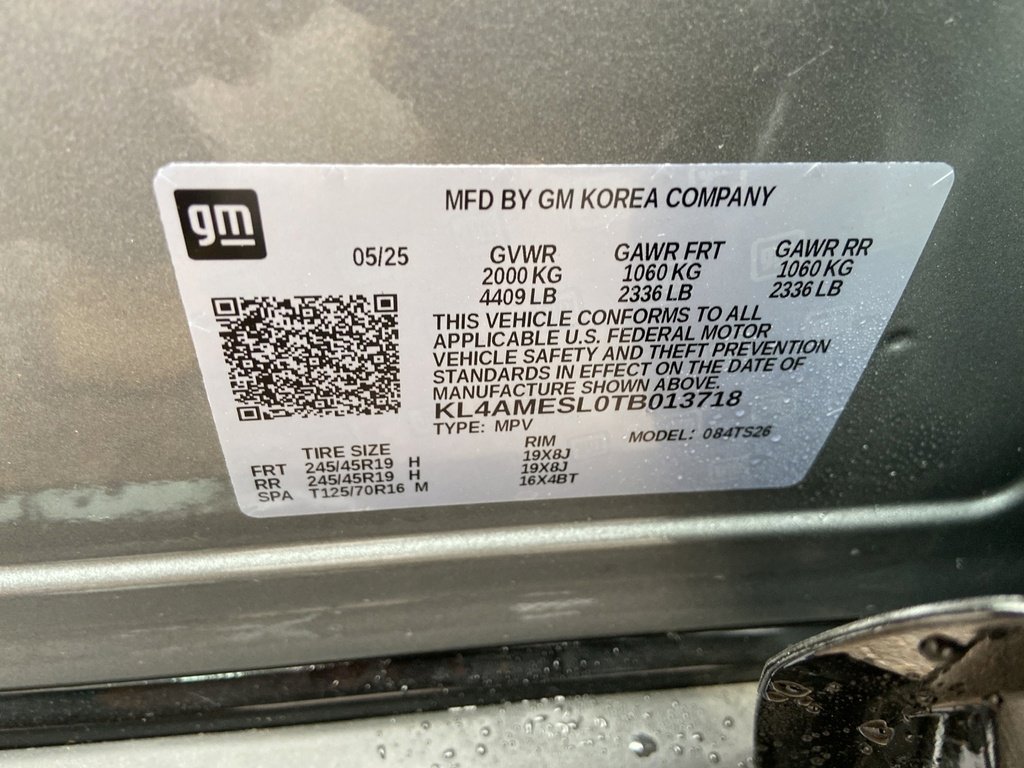 gm
MFD BY GM KOREA COMPANY
05/25
GVWR GAWR FRT GAWR RR
2000 KG 1060 KG 1060 KG
4409 LB 2336 LB 2336 LB
THIS VEHICLE CONFORMS TO ALL
APPLICABLE U.S. FEDERAL MOTOR
VEHICLE SAFETY AND THEFT PREVENTION
STANDARDS IN EFFECT ON THE DATE OF
MANUFACTURE SHOWN ABOVE.
KL4AMESL0TB013718
TYPE: MPV MODEL: 084TS26
TIRE SIZE RIM
FRT 245/45R19 H 19X8J
RR 245/45R19 H 19X8J
SPA T125/70R16 M 16X4BT